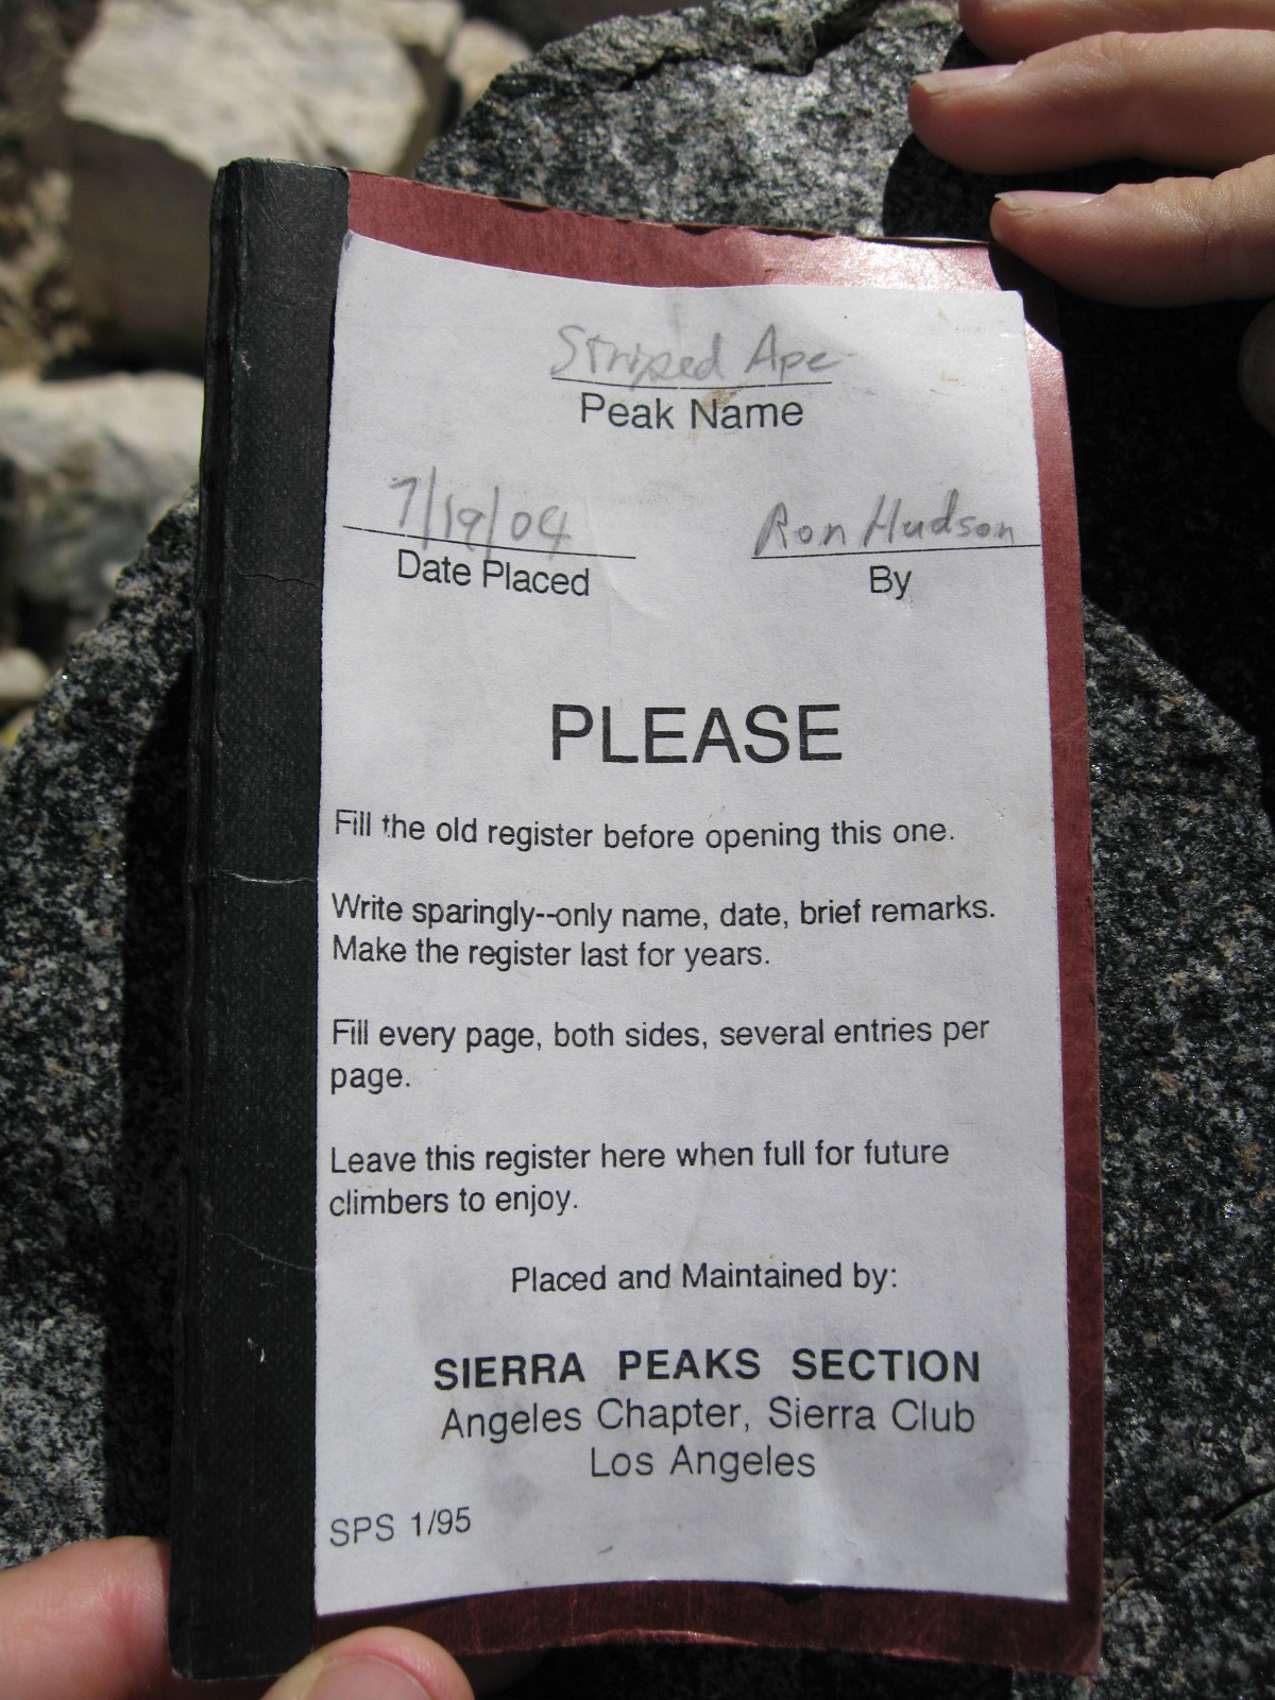 Striped Ape
Peak Name
7/19/04 Ron Hudson
Date Placed By
PLEASE
Fill the old register before opening this one.
Write sparingly--only name, date, brief remarks.
Make the register last for years.
Fill every page, both sides, several entries per
page.
Leave this register here when full for future
climbers to enjoy.
Placed and Maintained by:
SIERRA PEAKS SECTION
Angeles Chapter, Sierra Club
Los Angeles
SPS 1/95